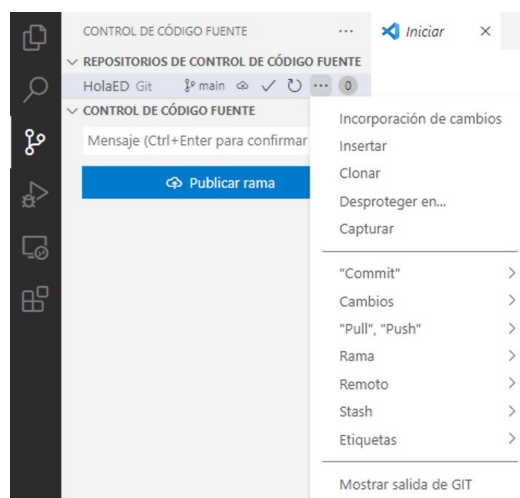 CONTROL DE CÓDIGO FUENTE
Iniciar
REPOSITORIOS DE CONTROL DE CÓDIGO FUENTE
HolaED Git main 0
CONTROL DE CÓDIGO FUENTE
Mensaje (Ctrl+Enter para confirmar
Publicar rama
Incorporación de cambios
Insertar
Clonar
Desproteger en...
Capturar
"Commit"
Cambios
"Pull", "Push"
Rama
Remoto
Stash
Etiquetas
Mostrar salida de GIT